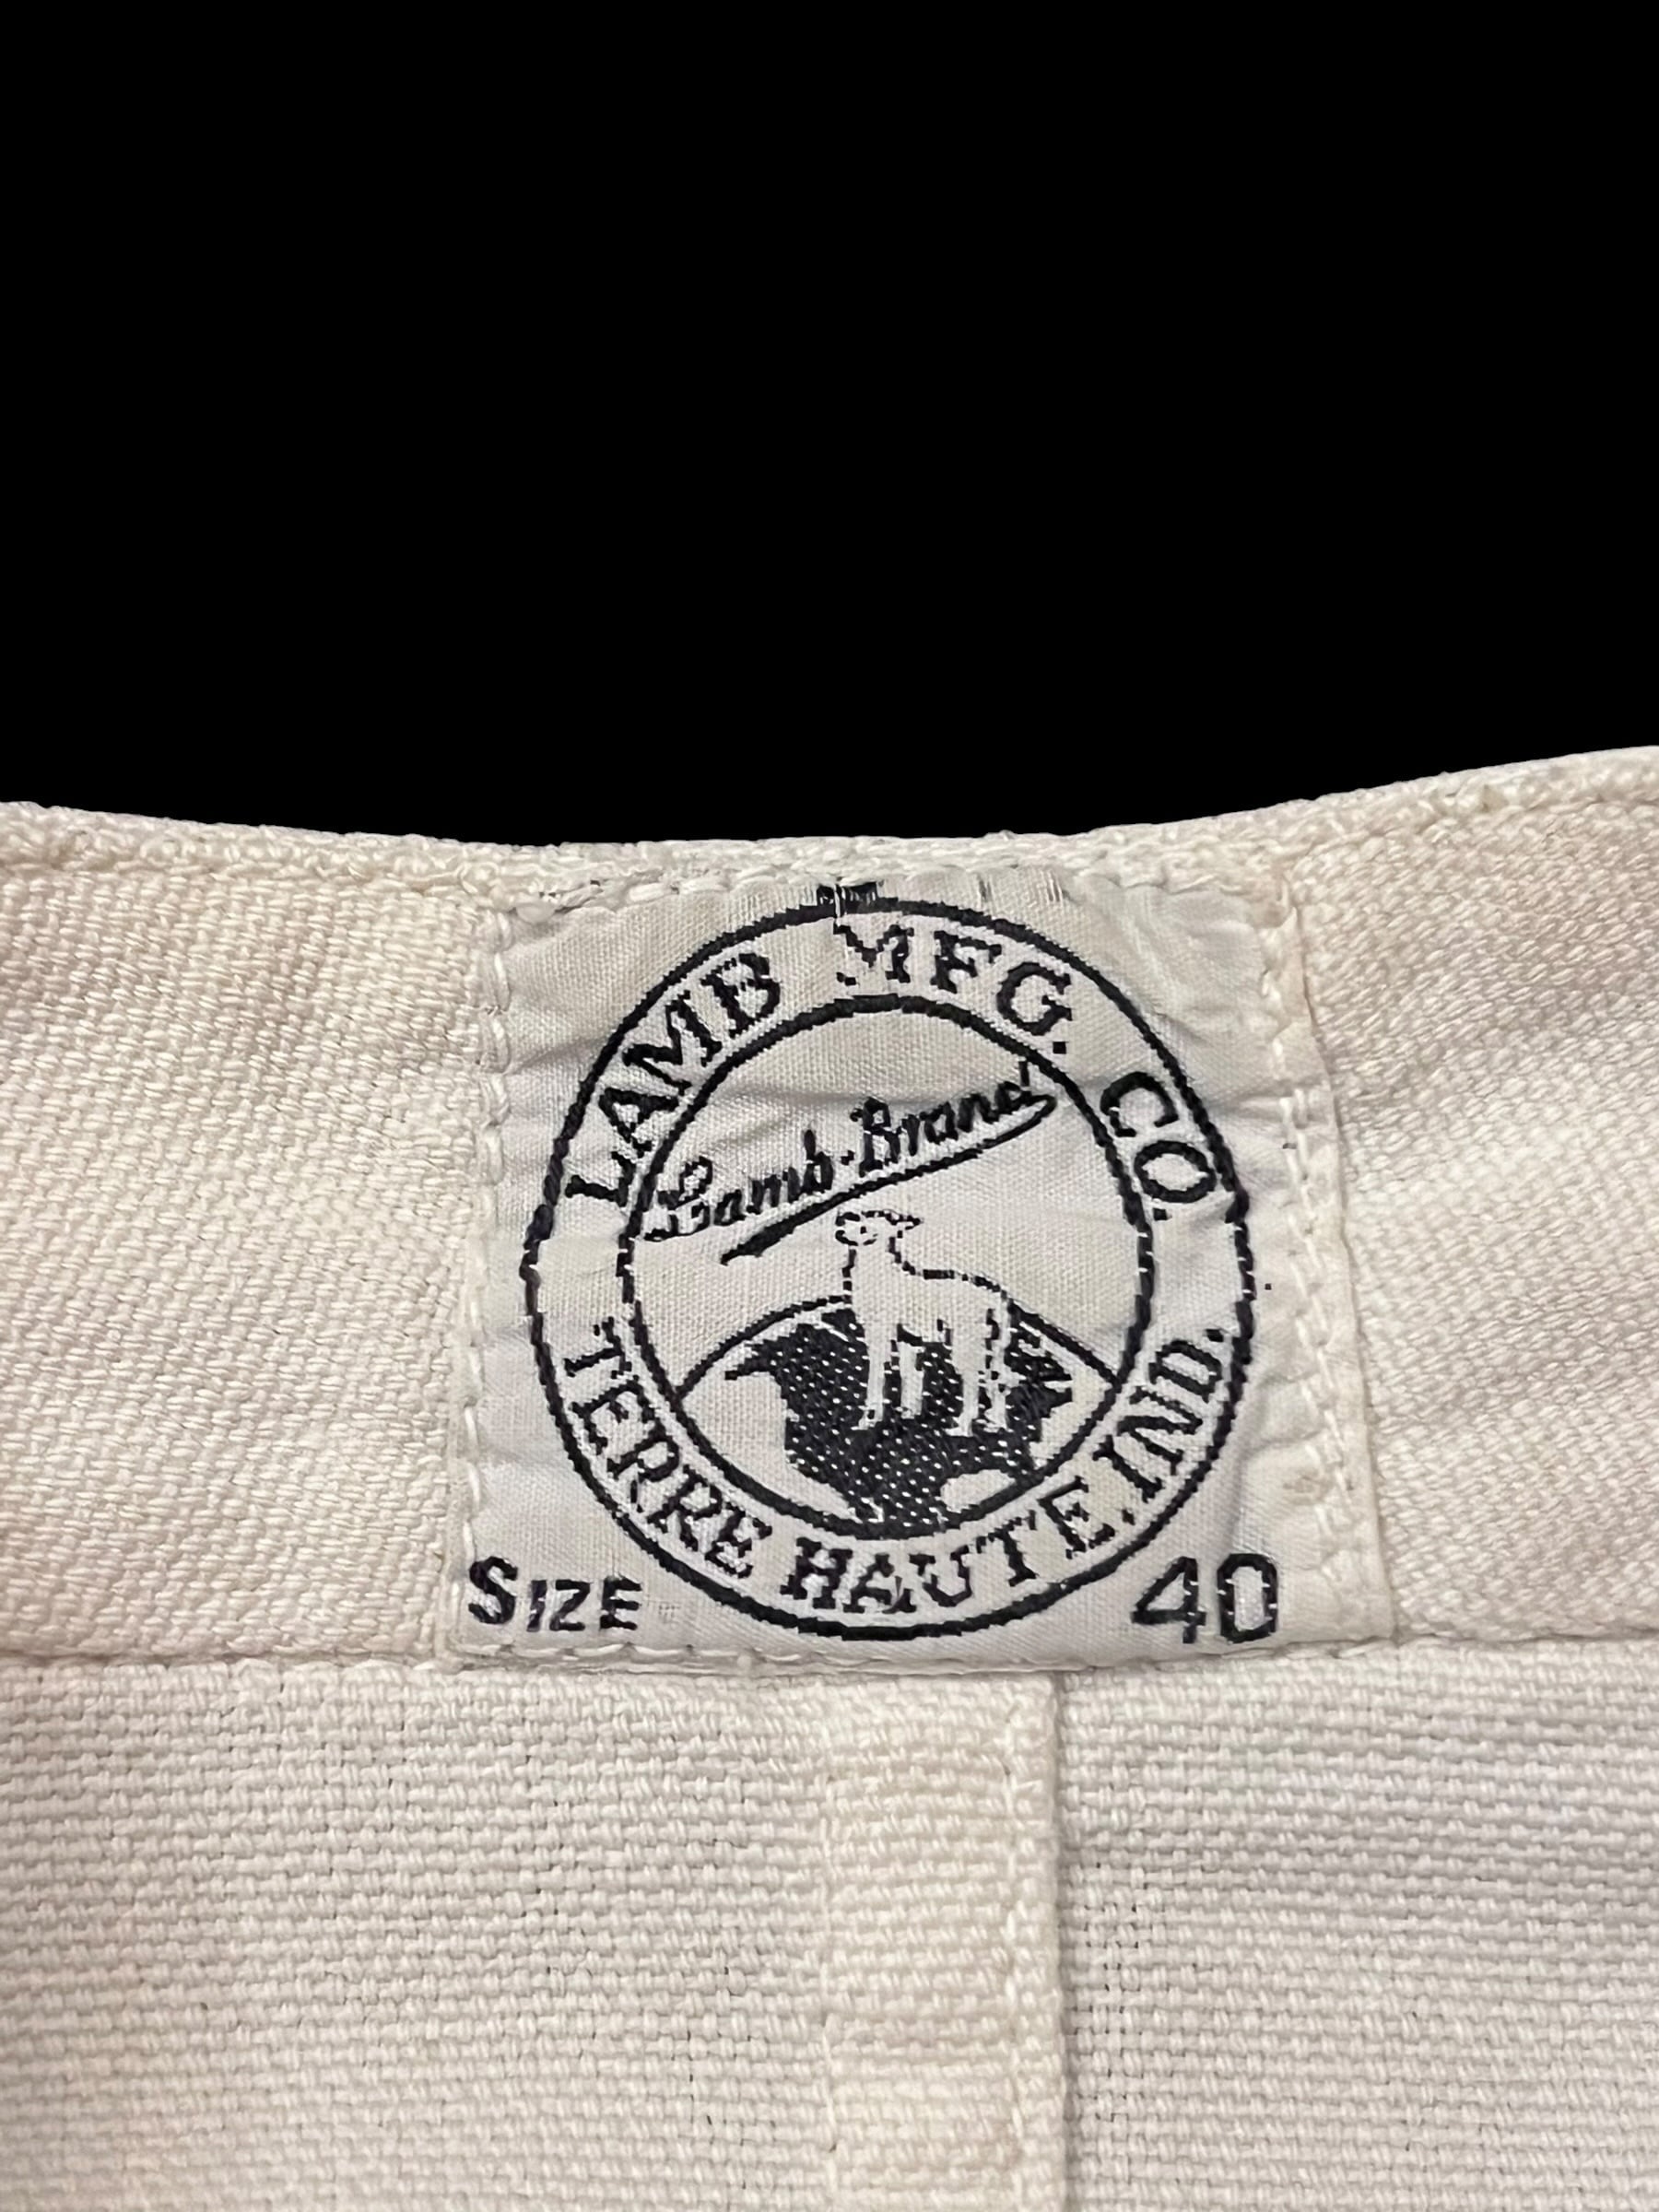 LAMB MFG. CO.
Lamb-Brand
TERRE HAUTE, IND.
SIZE 40